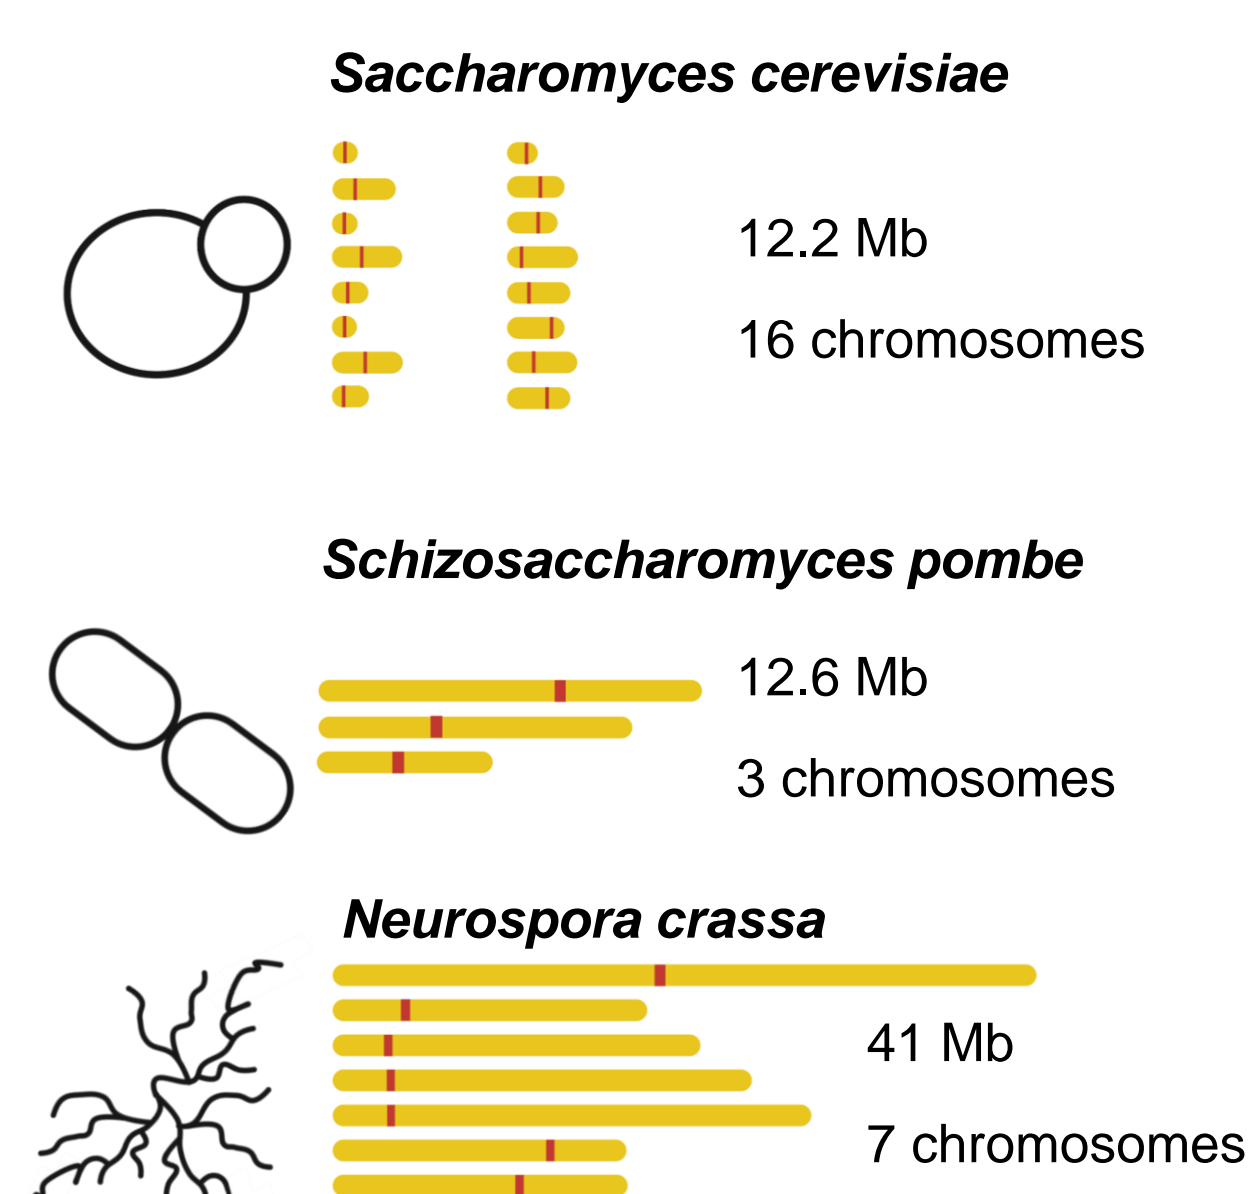 Saccharomyces cerevisiae
12.2 Mb
16 chromosomes
Schizosaccharomyces pombe
12.6 Mb
3 chromosomes
Neurospora crassa
41 Mb
7 chromosomes